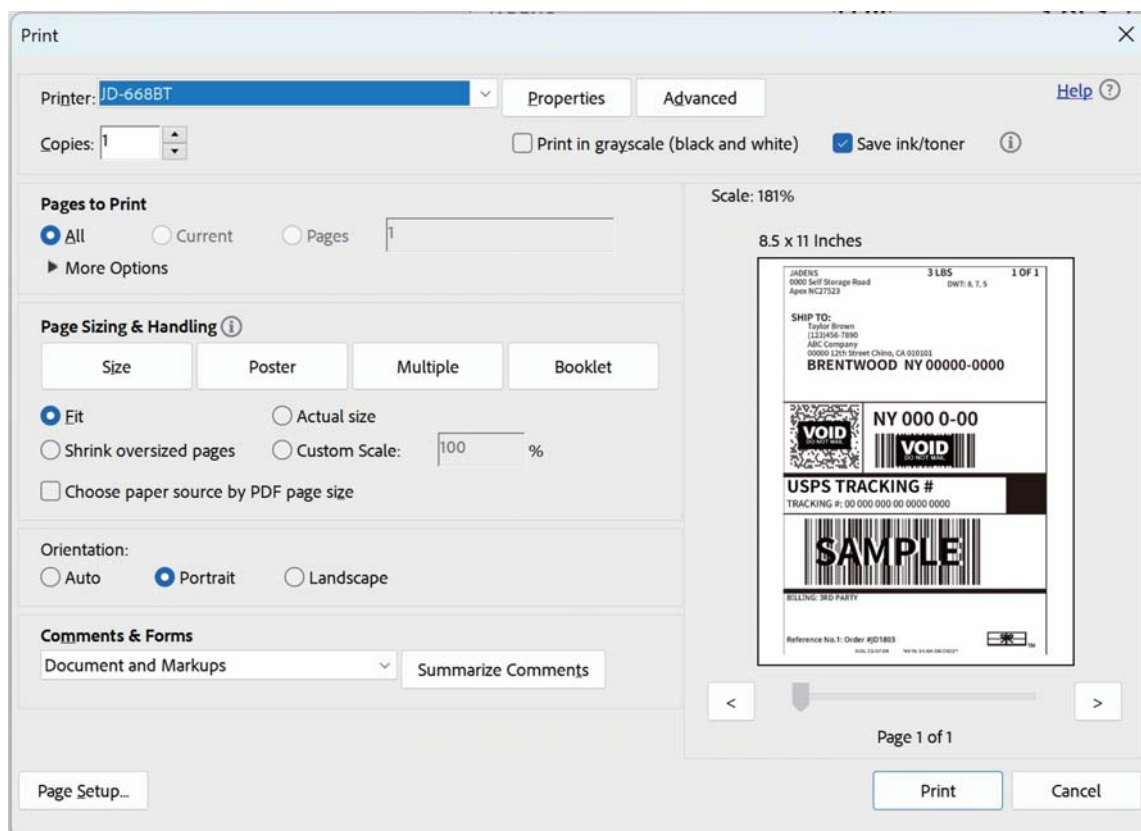 Print
Printer: JD-668BT
Properties
Advanced
Help
Copies: 1
Print in grayscale (black and white)
Save ink/toner
Pages to Print
All
Current
Pages
1
More Options
Page Sizing & Handling
Size
Poster
Multiple
Booklet
Fit
Actual size
Shrink oversized pages
Custom Scale:
100
%
Choose paper source by PDF page size
Orientation:
Auto
Portrait
Landscape
Comments & Forms
Document and Markups
Summarize Comments
Page Setup...
Scale: 181%
8.5 x 11 Inches
JADENS
0000 Self Storage Road
Apex NC27523
3 LBS
1 OF 1
DWT: 8, 7, 5
SHIP TO:
Taylor Brown
(123)456-7890
ABC Company
00000 12th Street Chino, CA 010101
BRENTWOOD NY 00000-0000
VOID
DO NOT MAIL
NY 000 0-00
VOID
DO NOT MAIL
USPS TRACKING #
TRACKING #: 00 000 000 00 0000 0000
SAMPLE
BILLING: 3RD PARTY
Reference No.1: Order #JD1803
TM
<
>
Page 1 of 1
Print
Cancel